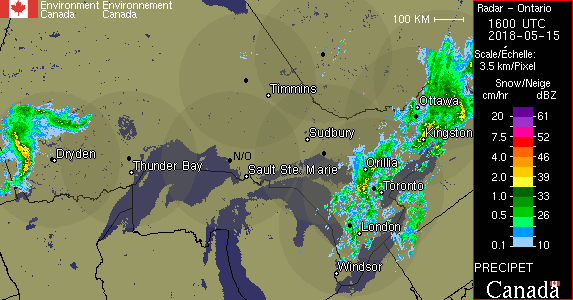 Environment Environnement
Canada Canada
100 KM
Timmins
Ottawa
Sudbury
Kingston
Dryden
Thunder Bay
N/O
Sault Ste. Marie
Orillia
Toronto
London
Windsor
Radar - Ontario
1600 UTC
2018-05-15
Scale/Échelle:
3.5 km/Pixel
Snow/Neige
cm/hr dBZ
20 61
7.5 52
4.0 46
2.0 39
1.0 33
0.5 26
0.1 10
PRECIPET
Canada